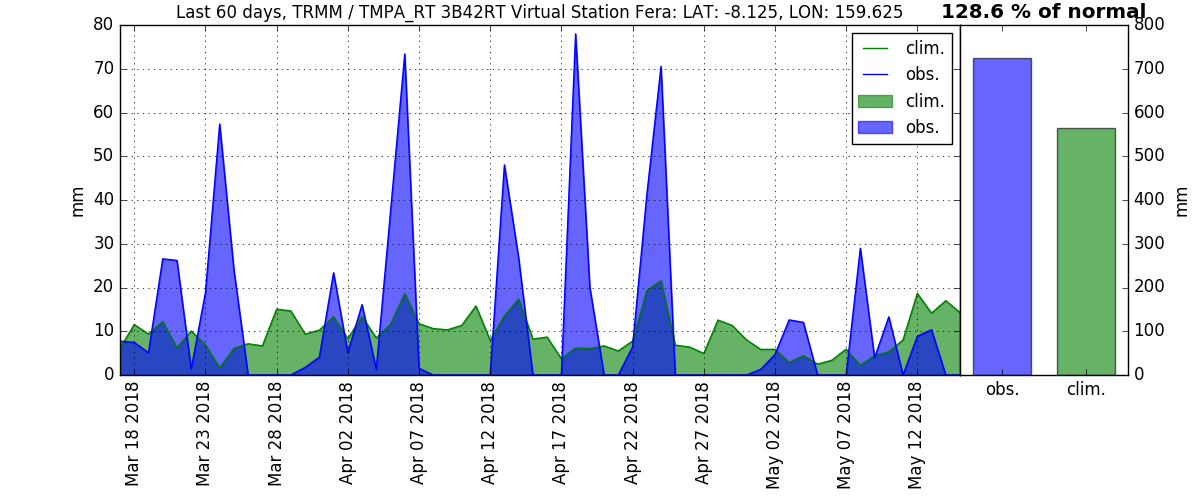 Last 60 days, TRMM / TMPA_RT 3B42RT Virtual Station Fera: LAT: -8.125, LON: 159.625
128.6 % of normal
80
70
60
50
40
30
20
10
0
mm
clim.
obs.
clim.
obs.
800
700
600
500
400
300
200
100
0
mm
Mar 18 2018
Mar 23 2018
Mar 28 2018
Apr 02 2018
Apr 07 2018
Apr 12 2018
Apr 17 2018
Apr 22 2018
Apr 27 2018
May 02 2018
May 07 2018
May 12 2018
obs.
clim.